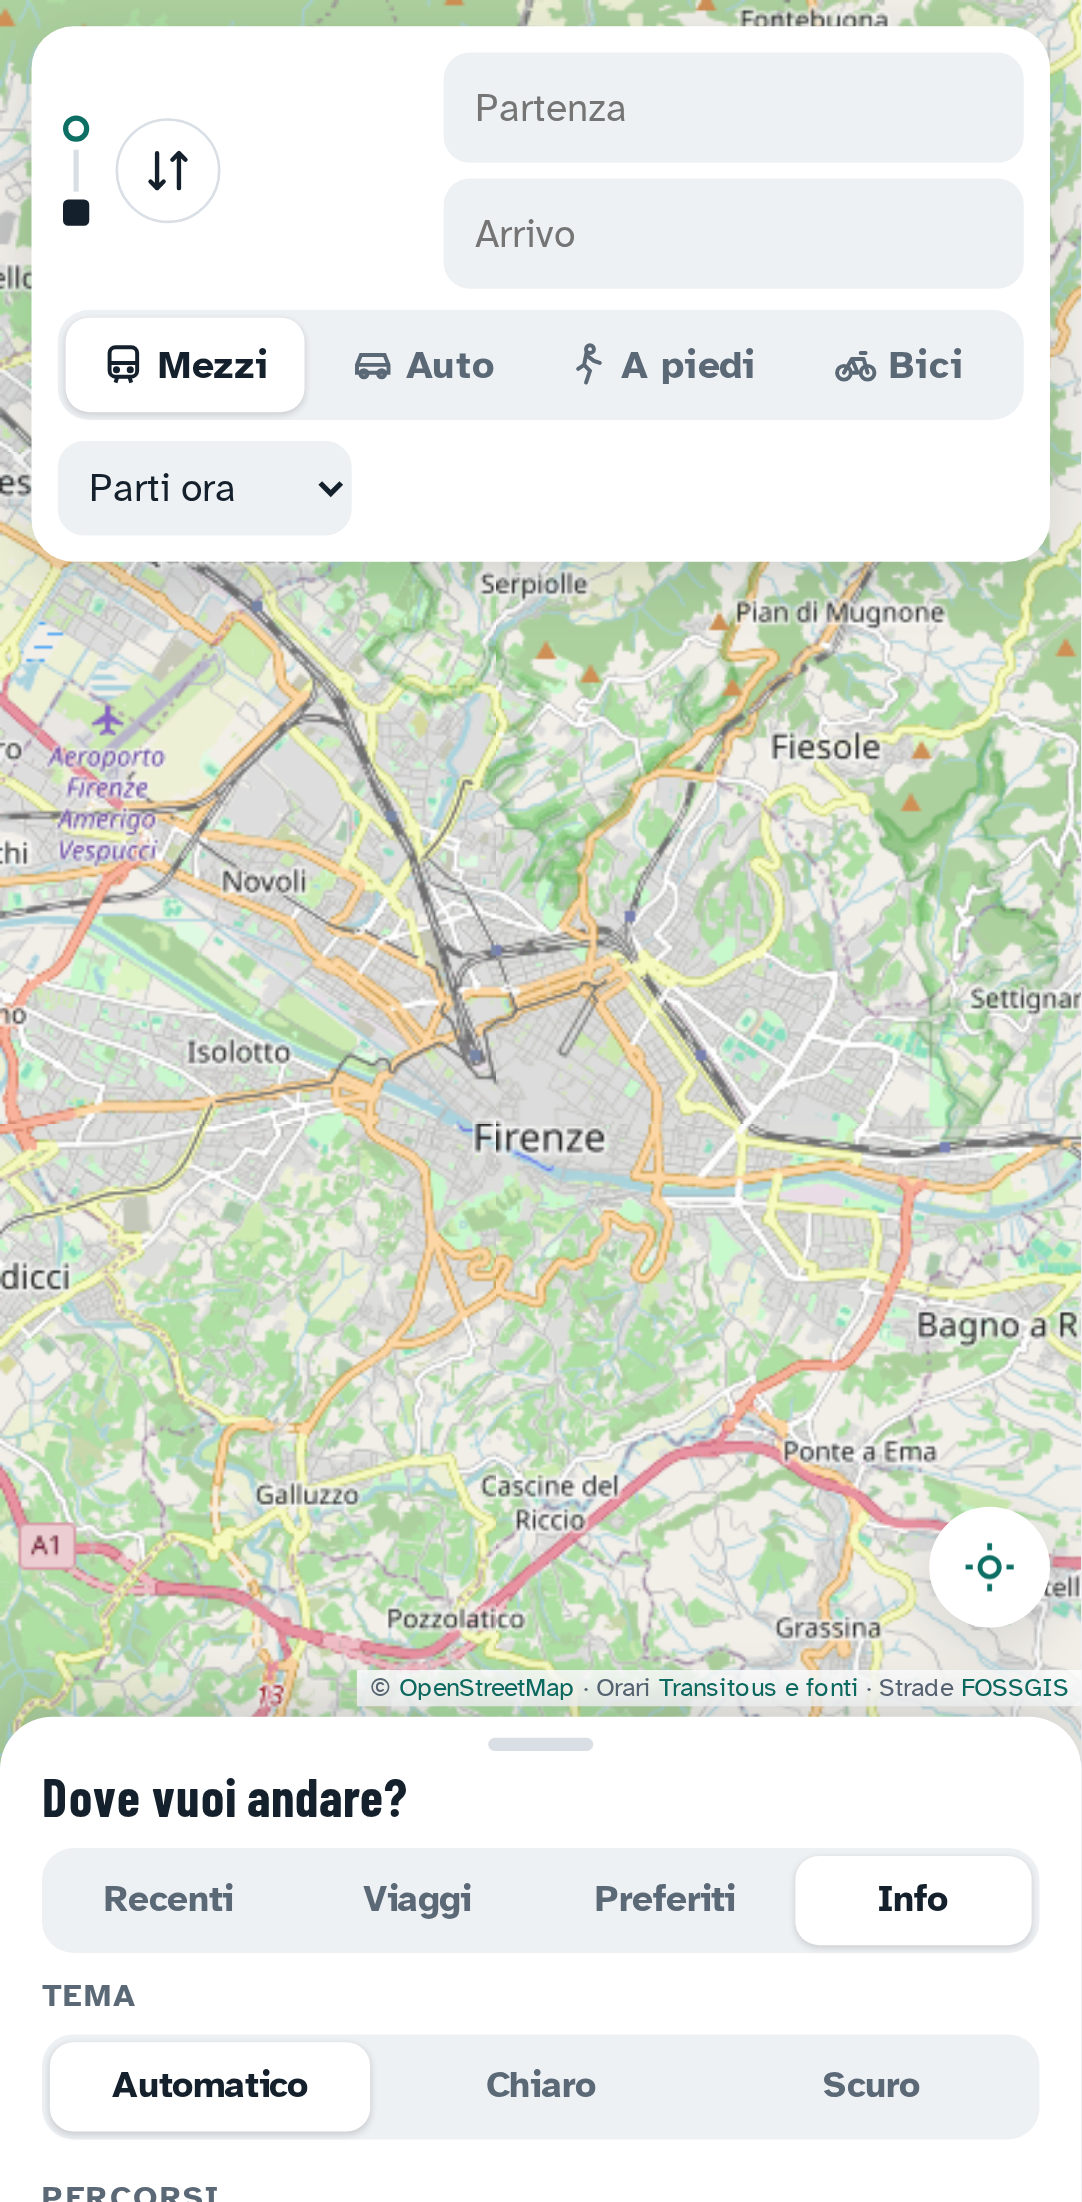 Fontebuona
Partenza
Arrivo
Mezzi
Auto
A piedi
Bici
Parti ora
Serpiolle
Pian di Mugnone
Fiesole
Aeroporto
Firenze
Amerigo
Vespucci
Novoli
Settignan
Isolotto
Firenze
dicci
Bagno a R
Ponte a Ema
Galluzzo
Cascine del
Riccio
A1
Pozzolatico
Grassina
tell
© OpenStreetMap · Orari Transitous e fonti · Strade FOSSGIS
Dove vuoi andare?
Recenti
Viaggi
Preferiti
Info
TEMA
Automatico
Chiaro
Scuro
PERCORSI